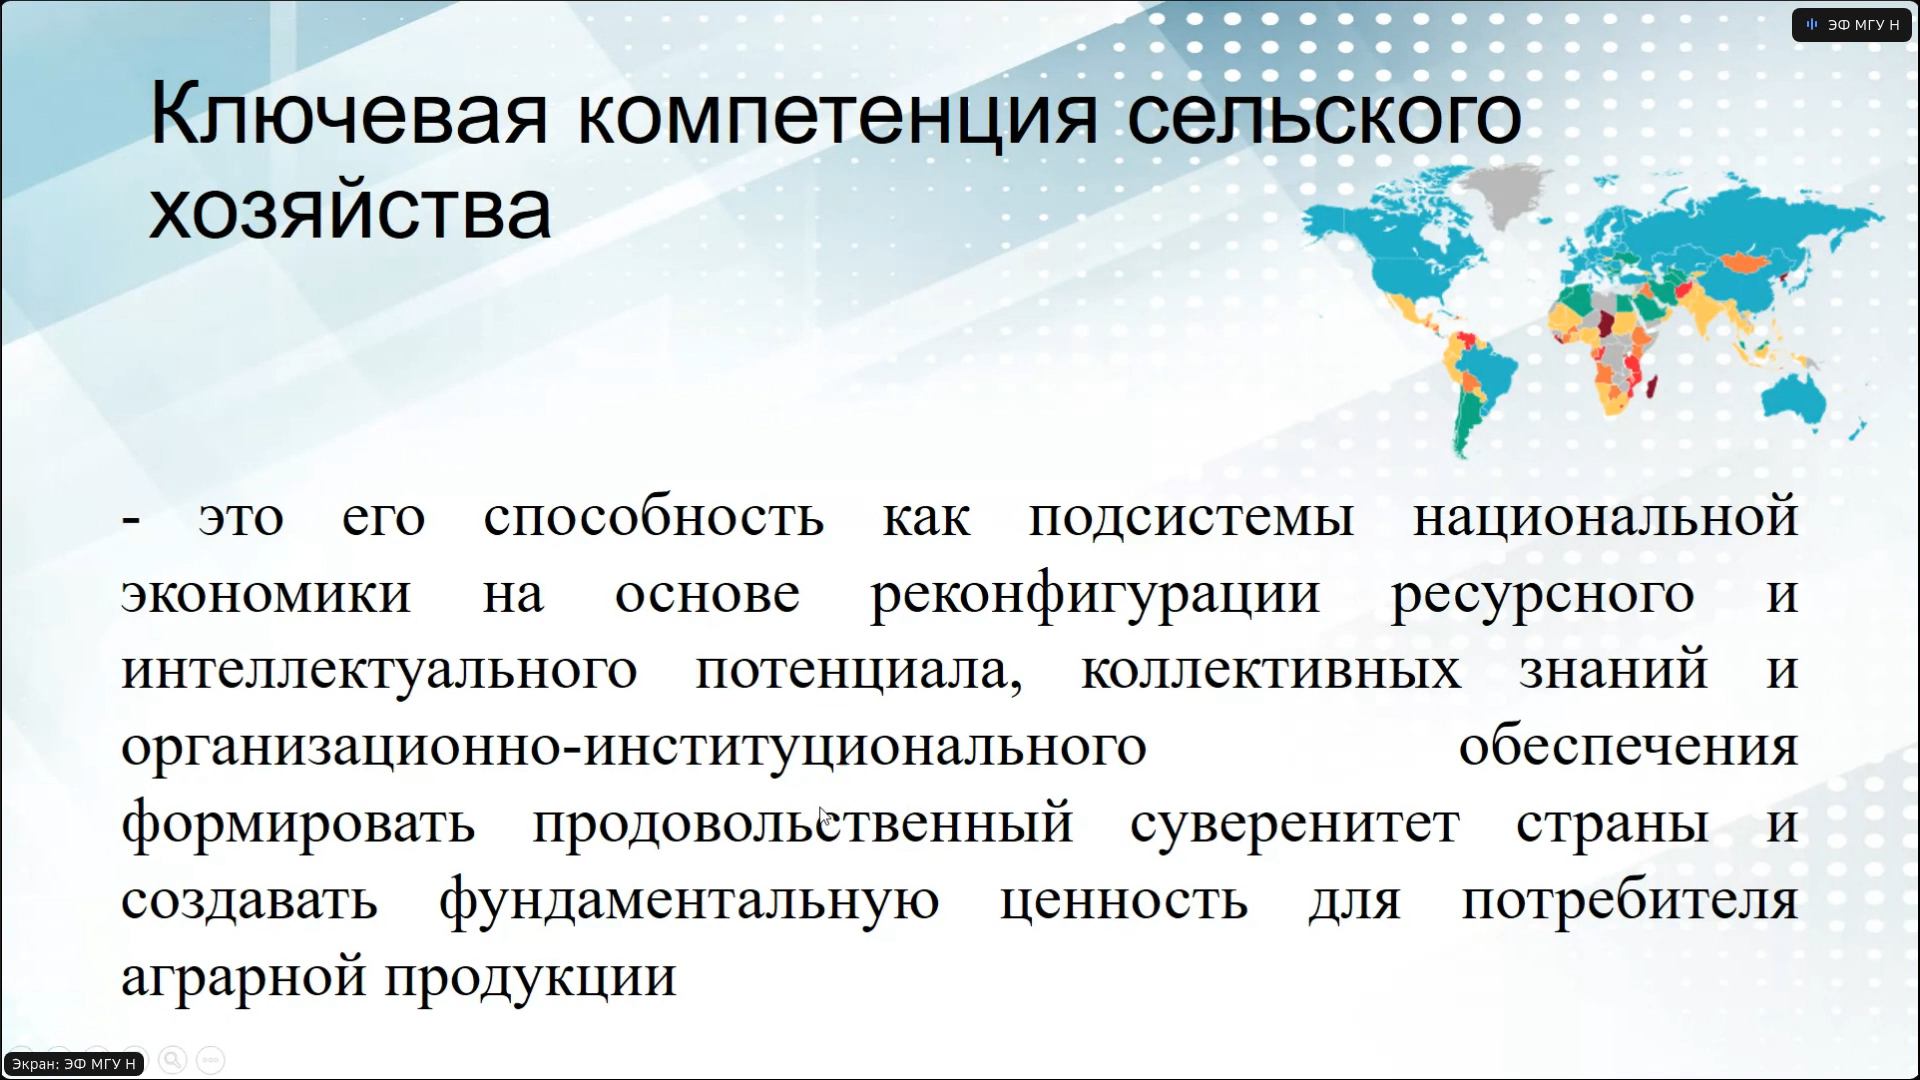 ЭФ МГУ Н
Ключевая компетенция сельского
хозяйства
- это его способность как подсистемы национальной
экономики на основе реконфигурации ресурсного и
интеллектуального потенциала, коллективных знаний и
организационно-институционального обеспечения
формировать продовольственный суверенитет страны и
создавать фундаментальную ценность для потребителя
аграрной продукции
Экран: ЭФ МГУ Н